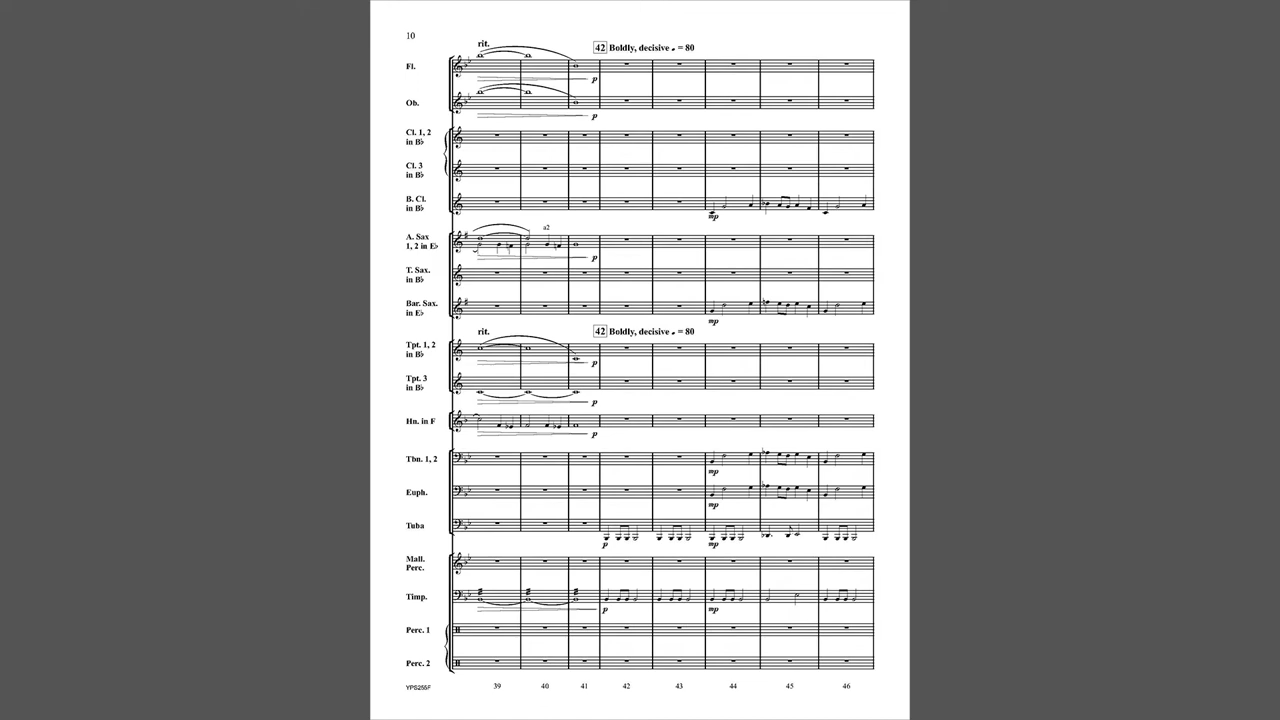 10
rit.
42 Boldly, decisive = 80
Fl.
p
Ob.
p
Cl. 1, 2
in B♭
Cl. 3
in B♭
B. Cl.
in B♭
mp
a2
A. Sax
1, 2 in E♭
p
T. Sax.
in B♭
Bar. Sax.
in E♭
mp
rit.
42 Boldly, decisive = 80
Tpt. 1, 2
in B♭
p
Tpt. 3
in B♭
p
Hn. in F
p
Tbn. 1, 2
mp
Euph.
mp
Tuba
p mp
Mall.
Perc.
Timp.
p mp
Perc. 1
Perc. 2
YPS255F 39 40 41 42 43 44 45 46